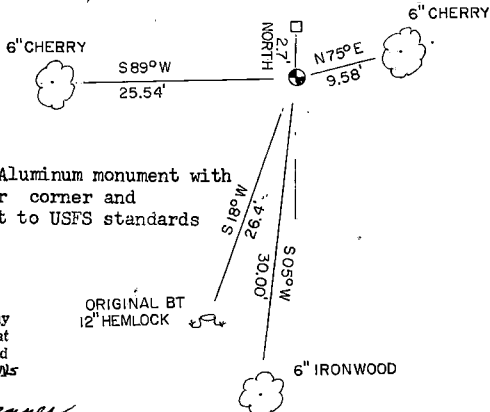 6" CHERRY
6" CHERRY
NORTH
2.7'
N75°E
9.58'
S89°W
25.54'
Aluminum monument with
corner and
t to USFS standards
S18°W
26.4'
S05°W
30.00'
ORIGINAL BT
12" HEMLOCK
6" IRONWOOD